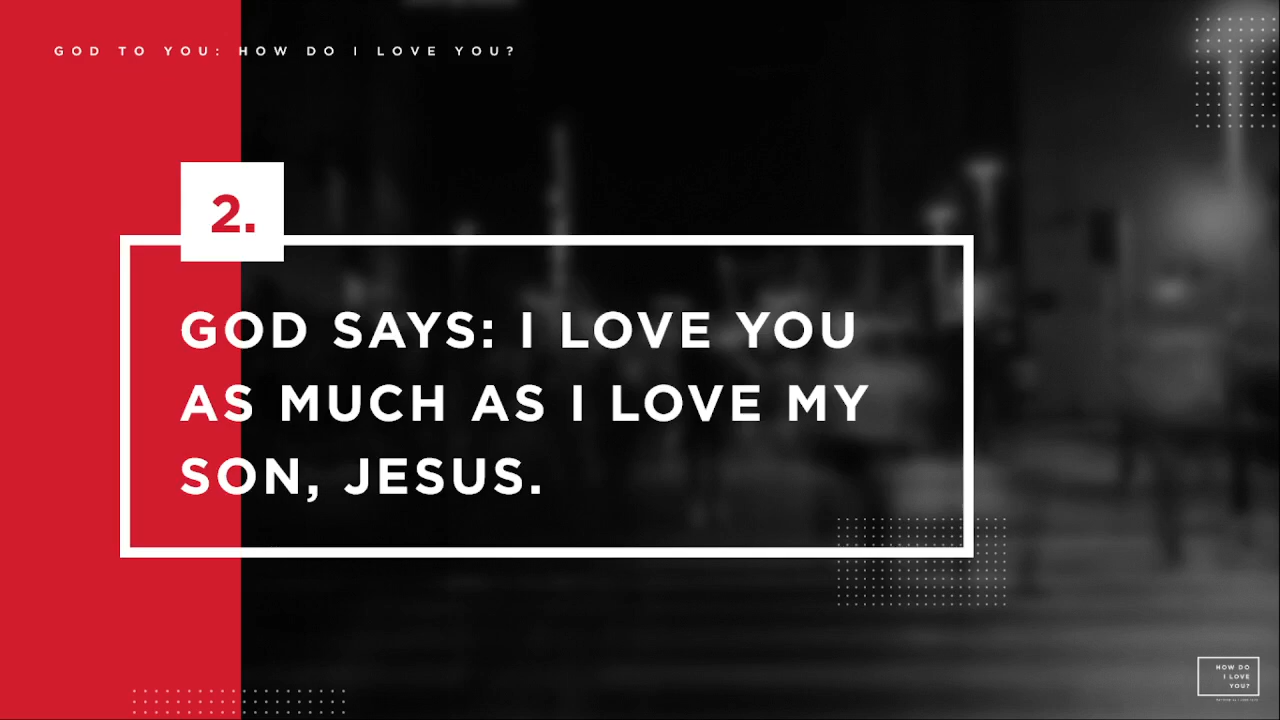 GOD TO YOU: HOW DO I LOVE YOU?
2.
GOD SAYS: I LOVE YOU
AS MUCH AS I LOVE MY
SON, JESUS.
HOW DO
I LOVE
YOU?